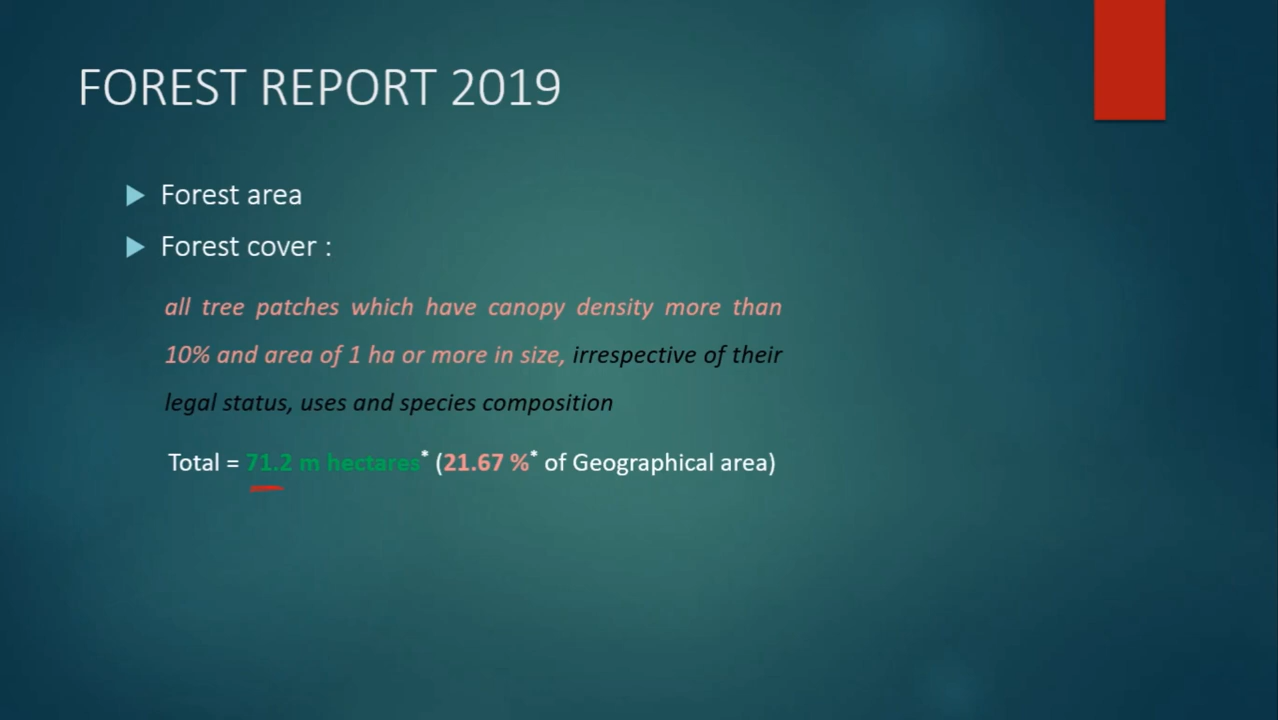 FOREST REPORT 2019
Forest area
Forest cover :
all tree patches which have canopy density more than
10% and area of 1 ha or more in size, irrespective of their
legal status, uses and species composition
Total = 71.2 m hectares* (21.67 %* of Geographical area)